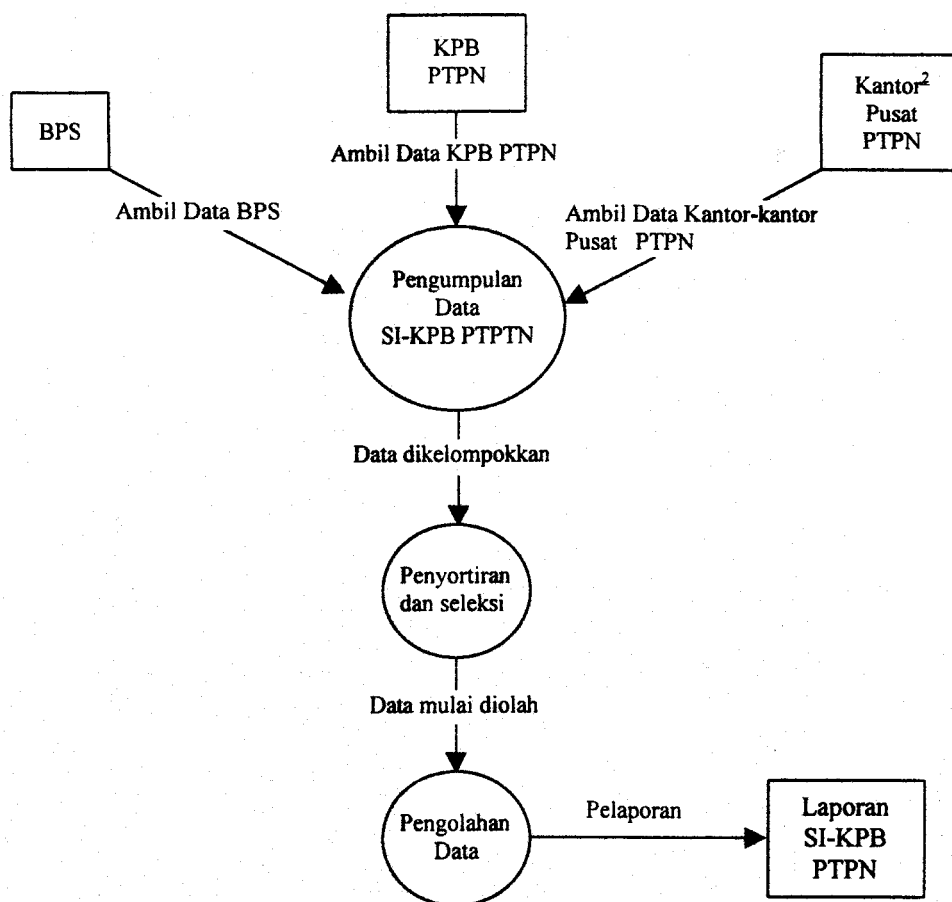 KPB
PTPN
BPS
Kantor²
Pusat
PTPN
Ambil Data KPB PTPN
Ambil Data BPS
Ambil Data Kantor-kantor
Pusat PTPN
Pengumpulan
Data
SI-KPB PTPTN
Data dikelompokkan
Penyortiran
dan seleksi
Data mulai diolah
Pengolahan
Data
Pelaporan
Laporan
SI-KPB
PTPN